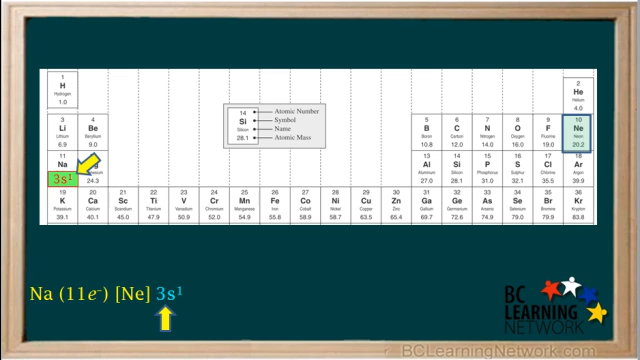 1 2
H He
Hydrogen Helium
1.0 4.0
14 Atomic Number
Si Symbol
Silicon Name
28.1 Atomic Mass
3 4 5 6 7 8 9 10
Li Be B C N O F Ne
Lithium Beryllium Boron Carbon Nitrogen Oxygen Fluorine Neon
6.9 9.0 10.8 12.0 14.0 16.0 19.0 20.2
11 13 14 15 16 17 18
Na Al Si P S Cl Ar
Aluminum Silicon Phosphorus Sulphur Chlorine Argon
3s¹ 24.3 27.0 28.1 31.0 32.1 35.5 39.9
19 20 21 22 23 24 25 26 27 28 29 30 31 32 33 34 35 36
K Ca Sc Ti V Cr Mn Fe Co Ni Cu Zn Ga Ge As Se Br Kr
Potassium Calcium Scandium Titanium Vanadium Chromium Manganese Iron Cobalt Nickel Copper Zinc Gallium Germanium Arsenic Selenium Bromine Krypton
39.1 40.1 45.0 47.9 50.9 52.0 54.9 55.8 58.9 58.7 63.5 65.4 69.7 72.6 74.9 79.0 79.9 83.8
Na (11e⁻) [Ne] 3s¹
BC
LEARNING
NETWORK
BCLearningNetwork.com